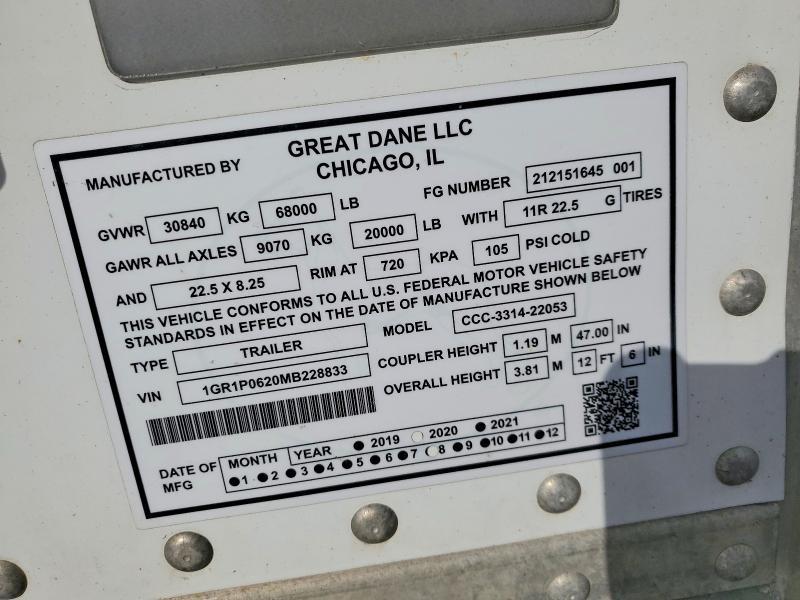 MANUFACTURED BY GREAT DANE LLC
CHICAGO, IL
GVWR 30840 KG 68000 LB FG NUMBER 212151645 001
GAWR ALL AXLES 9070 KG 20000 LB WITH 11R 22.5 G TIRES
AND 22.5 X 8.25 RIM AT 720 KPA 105 PSI COLD
THIS VEHICLE CONFORMS TO ALL U.S. FEDERAL MOTOR VEHICLE SAFETY
STANDARDS IN EFFECT ON THE DATE OF MANUFACTURE SHOWN BELOW
TYPE TRAILER MODEL CCC-3314-22053
VIN 1GR1P0620MB228833 COUPLER HEIGHT 1.19 M 47.00 IN
OVERALL HEIGHT 3.81 M 12 FT 6 IN
DATE OF MFG MONTH YEAR 2019 2020 2021
1 2 3 4 5 6 7 8 9 10 11 12